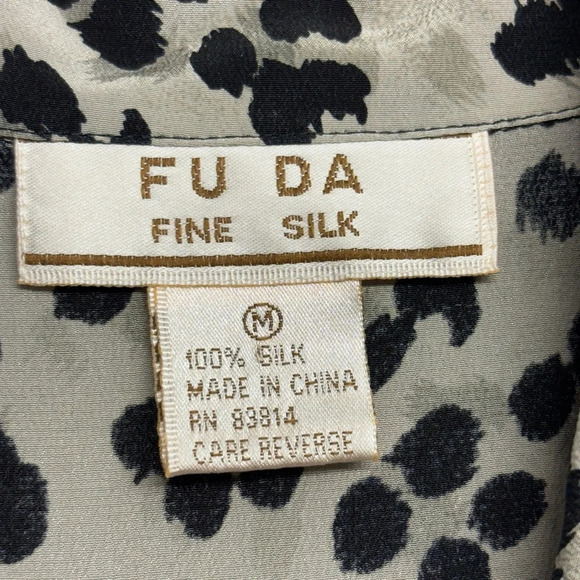 FU DA
FINE SILK
M
100% SILK
MADE IN CHINA
RN 83814
CARE REVERSE